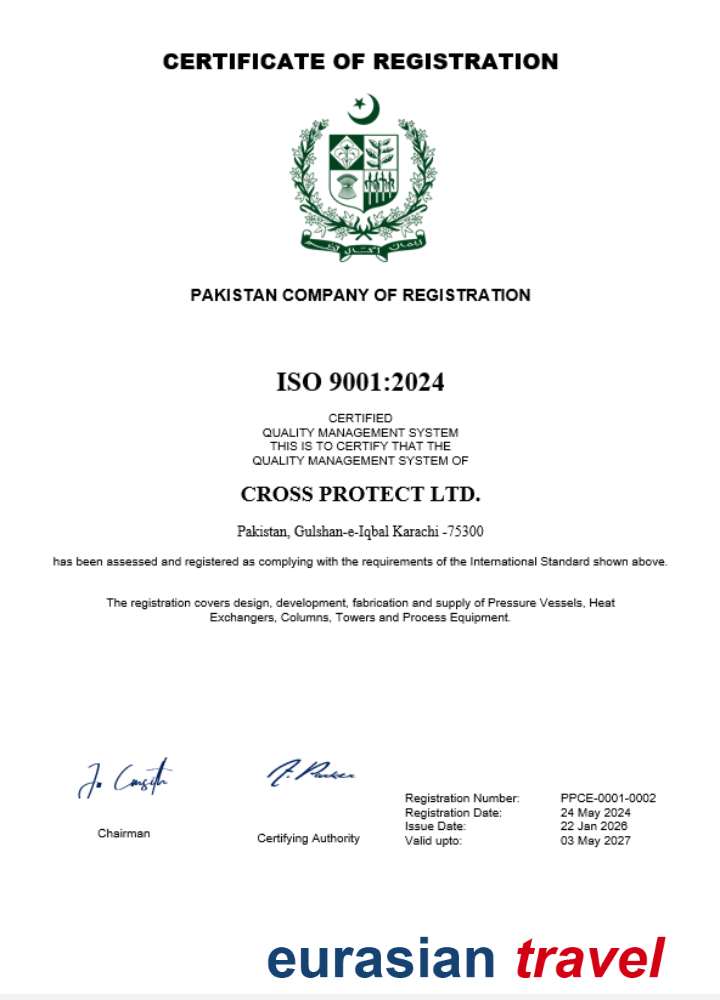 CERTIFICATE OF REGISTRATION
PAKISTAN COMPANY OF REGISTRATION
ISO 9001:2024
CERTIFIED
QUALITY MANAGEMENT SYSTEM
THIS IS TO CERTIFY THAT THE
QUALITY MANAGEMENT SYSTEM OF
CROSS PROTECT LTD.
Pakistan, Gulshan-e-Iqbal Karachi -75300
has been assessed and registered as complying with the requirements of the International Standard shown above.
The registration covers design, development, fabrication and supply of Pressure Vessels, Heat
Exchangers, Columns, Towers and Process Equipment.
Chairman
Certifying Authority
Registration Number: PPCE-0001-0002
Registration Date: 24 May 2024
Issue Date: 22 Jan 2026
Valid upto: 03 May 2027
eurasian travel